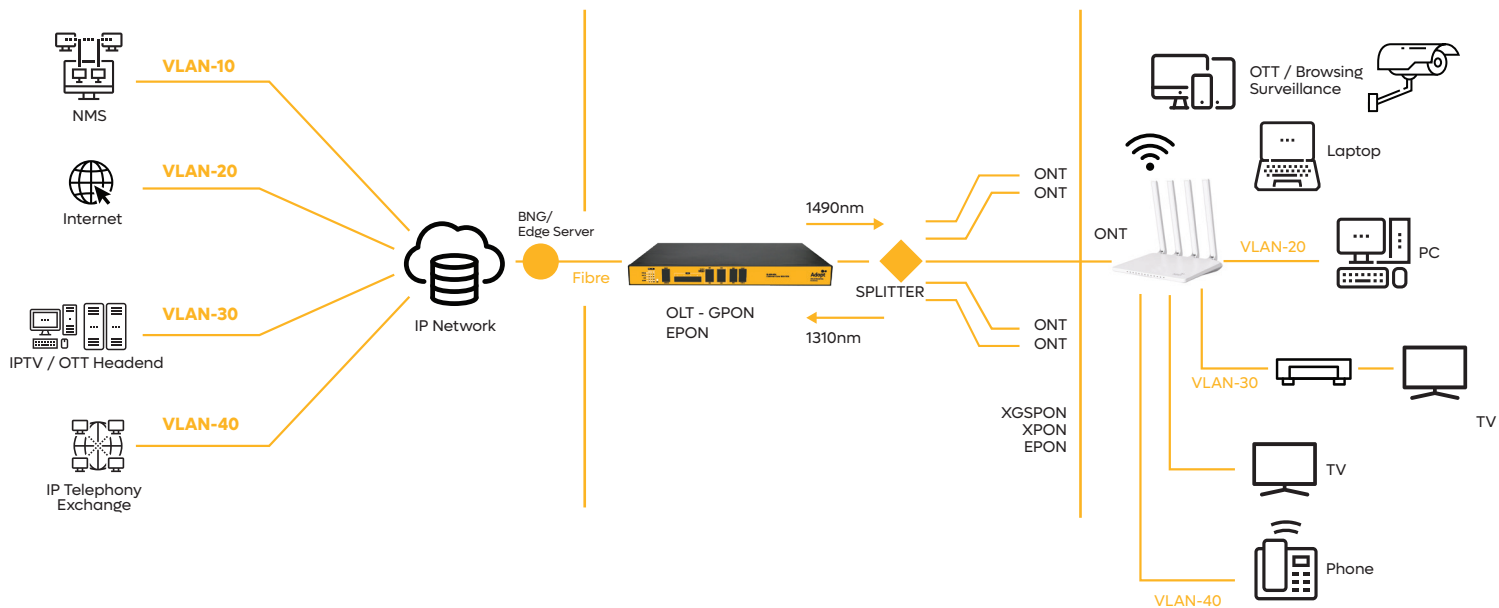 VLAN-10
NMS
VLAN-20
Internet
VLAN-30
IPTV / OTT Headend
VLAN-40
IP Telephony
Exchange
IP Network
BNG/
Edge Server
Fibre
Adept
OLT - GPON
EPON
1490nm
SPLITTER
1310nm
ONT
ONT
ONT
ONT
XGSPON
XPON
EPON
ONT
OTT / Browsing
Surveillance
Laptop
VLAN-20
PC
VLAN-30
TV
TV
VLAN-40
Phone